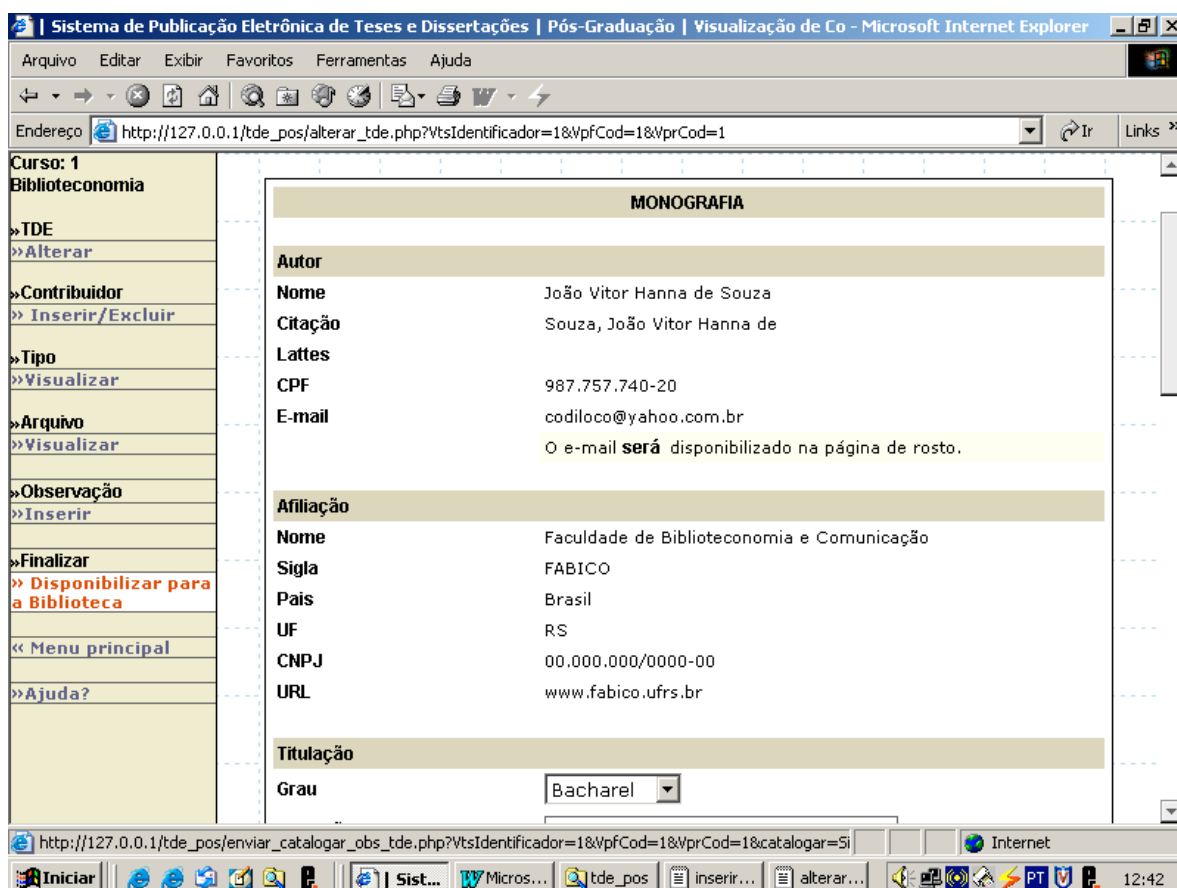 | Sistema de Publicação Eletrônica de Teses e Dissertações | Pós-Graduação | Visualização de Co - Microsoft Internet Explorer
Arquivo Editar Exibir Favoritos Ferramentas Ajuda
Endereço http://127.0.0.1/tde_pos/alterar_tde.php?VtsIdentificador=1&VpfCod=1&VprCod=1 Ir Links »
Curso: 1
Biblioteconomia
»TDE
»Alterar
»Contribuidor
» Inserir/Excluir
»Tipo
»Visualizar
»Arquivo
»Visualizar
»Observação
»Inserir
»Finalizar
» Disponibilizar para
a Biblioteca
« Menu principal
»Ajuda?
MONOGRAFIA
Autor
Nome João Vitor Hanna de Souza
Citação Souza, João Vitor Hanna de
Lattes
CPF 987.757.740-20
E-mail codiloco@yahoo.com.br
O e-mail será disponibilizado na página de rosto.
Afiliação
Nome Faculdade de Biblioteconomia e Comunicação
Sigla FABICO
Pais Brasil
UF RS
CNPJ 00.000.000/0000-00
URL www.fabico.ufrs.br
Titulação
Grau Bacharel
http://127.0.0.1/tde_pos/enviar_catalogar_obs_tde.php?VtsIdentificador=1&VpfCod=1&VprCod=1&catalogar=Si Internet
Iniciar | Sist... Micros... tde_pos inserir... alterar... PT 12:42